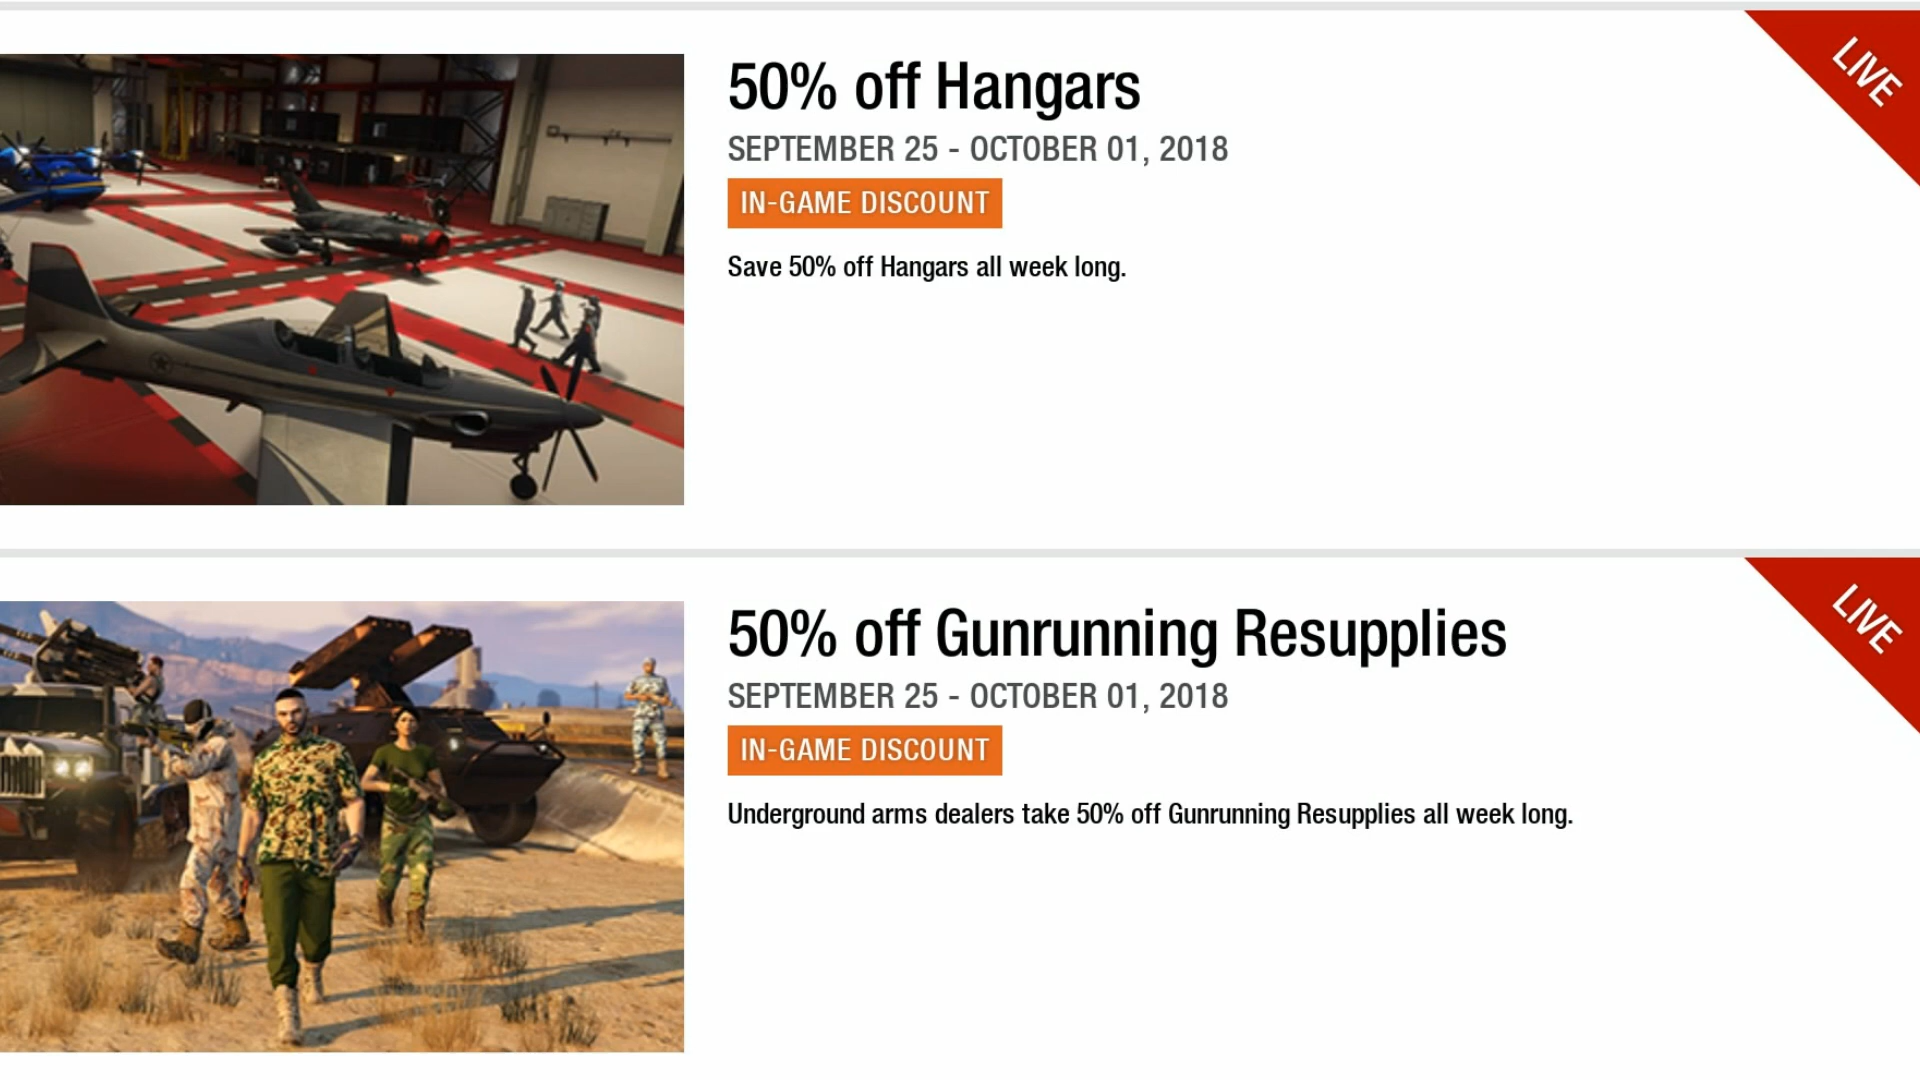 50% off Hangars
SEPTEMBER 25 - OCTOBER 01, 2018
IN-GAME DISCOUNT
Save 50% off Hangars all week long.
LIVE
50% off Gunrunning Resupplies
SEPTEMBER 25 - OCTOBER 01, 2018
IN-GAME DISCOUNT
Underground arms dealers take 50% off Gunrunning Resupplies all week long.
LIVE